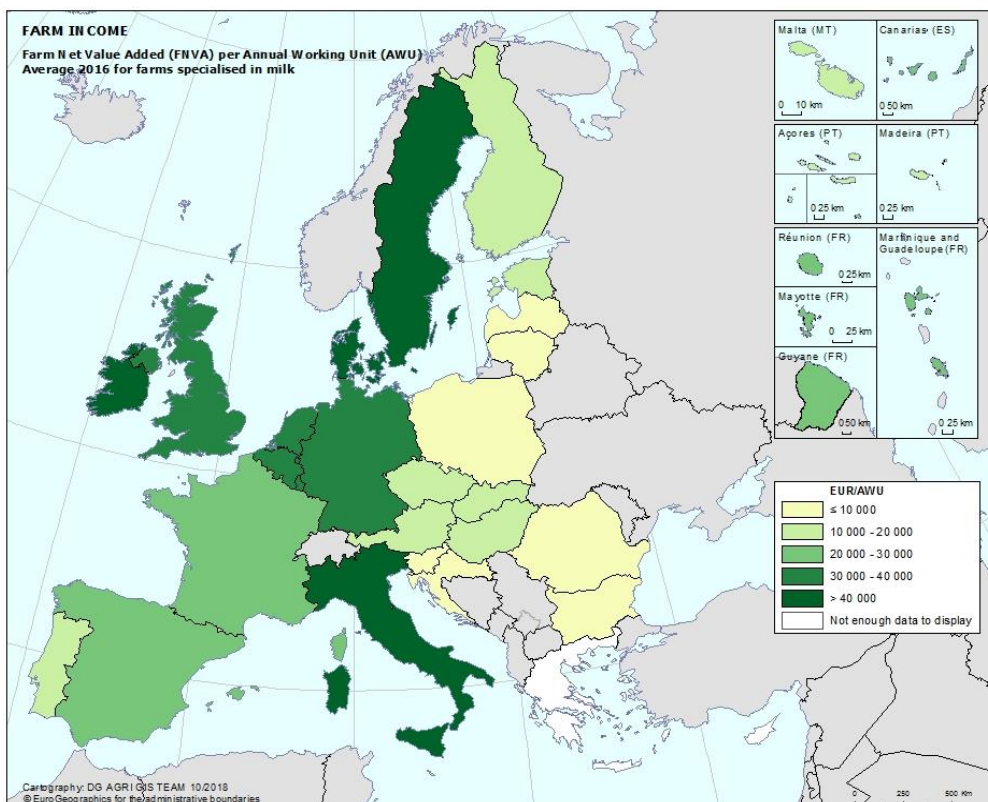 FARM INCOME
Farm Net Value Added (FNVA) per Annual Working Unit (AWU)
Average 2016 for farms specialised in milk
Malta (MT)
0 10 km
Canarias (ES)
0 50 km
Açores (PT)
0 25 km
Madeira (PT)
0 25 km
Réunion (FR)
0 25 km
Martinique and
Guadeloupe (FR)
Mayotte (FR)
0 25 km
Guyane (FR)
0 50 km
0 25 km
EUR/AWU
≤ 10 000
10 000 - 20 000
20 000 - 30 000
30 000 - 40 000
> 40 000
Not enough data to display
Cartography: DG AGRI GIS TEAM 10/2018
© EuroGeographics for the administrative boundaries
0 250 500 Km